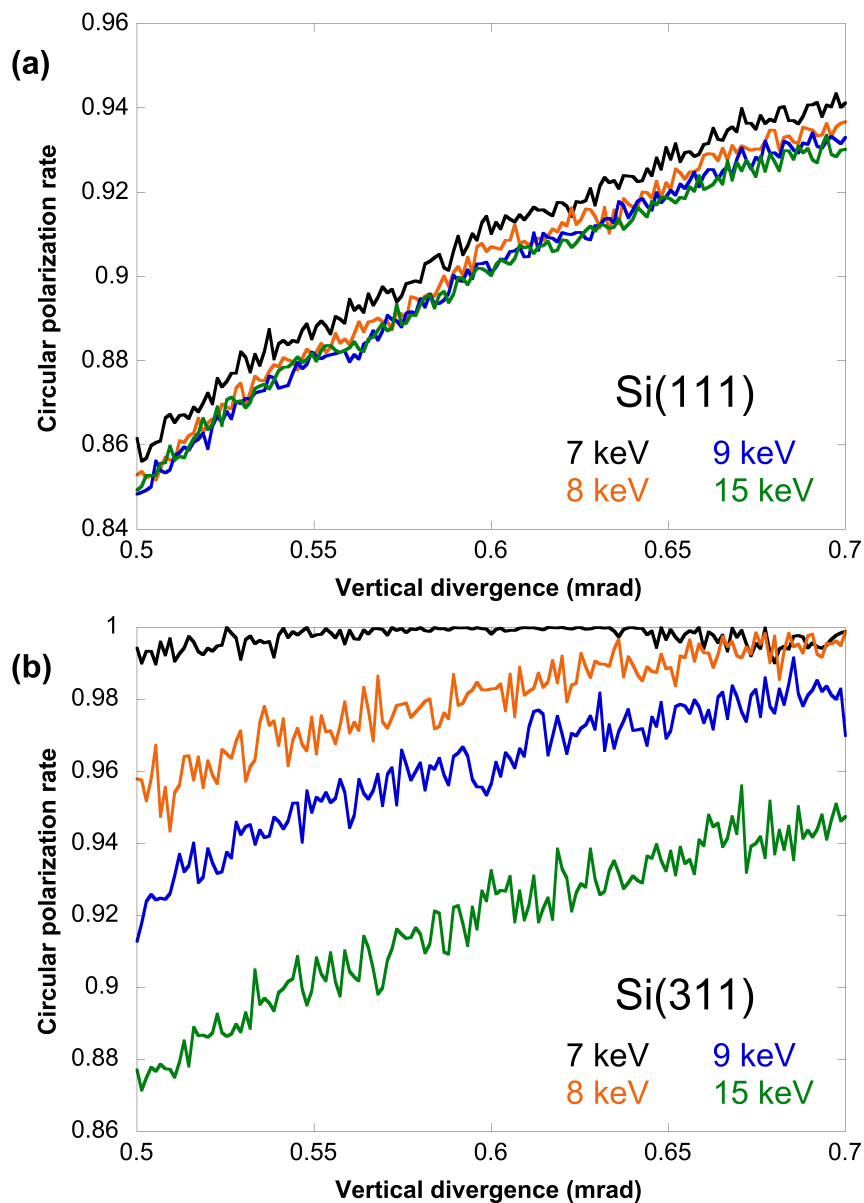 (a)
0.96
0.94
0.92
0.9
0.88
0.86
0.84
Circular polarization rate
Si(111)
7 keV 9 keV
8 keV 15 keV
0.5 0.55 0.6 0.65 0.7
Vertical divergence (mrad)
(b)
1
0.98
0.96
0.94
0.92
0.9
0.88
0.86
Circular polarization rate
Si(311)
7 keV 9 keV
8 keV 15 keV
0.5 0.55 0.6 0.65 0.7
Vertical divergence (mrad)